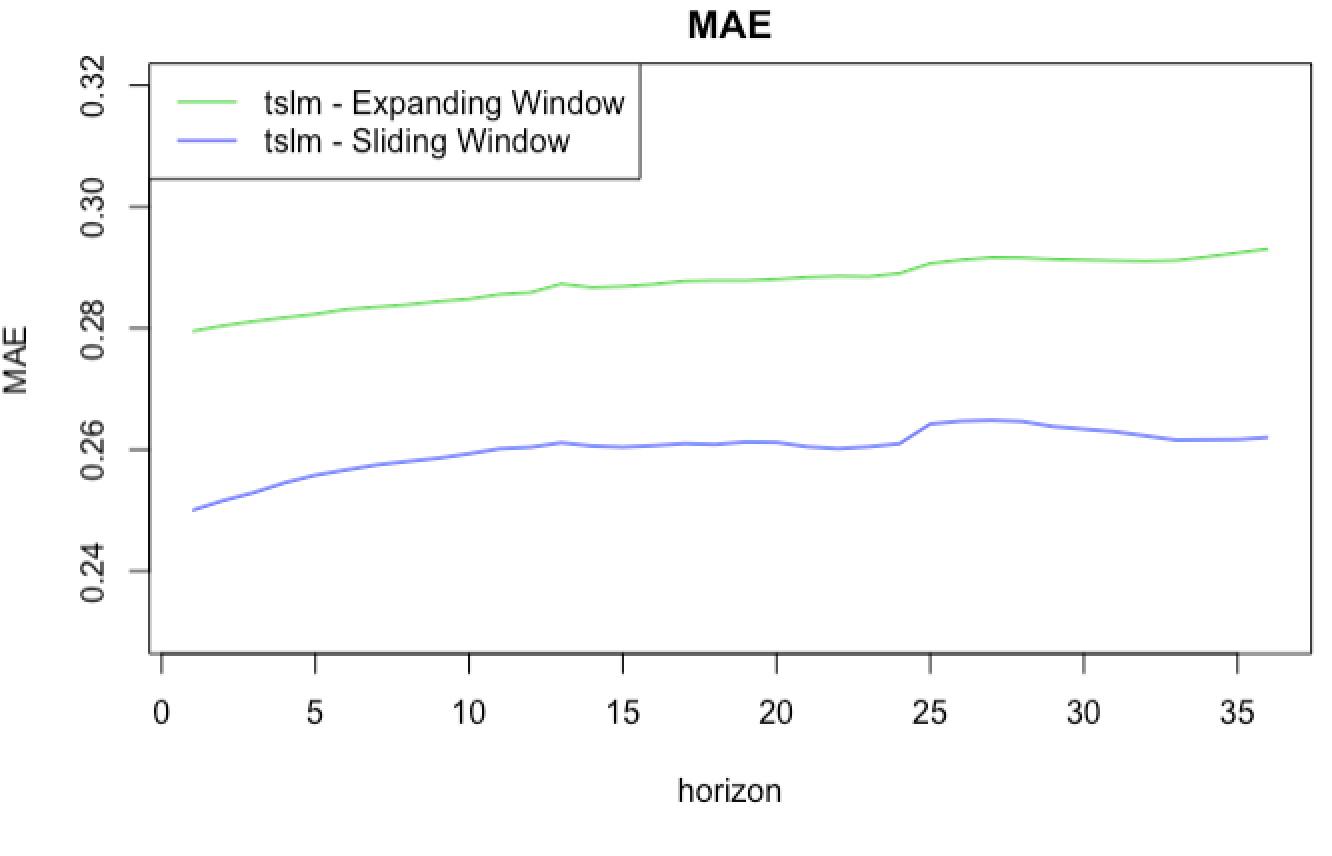 MAE
tslm - Expanding Window
tslm - Sliding Window
MAE
0.32
0.30
0.28
0.26
0.24
0 5 10 15 20 25 30 35
horizon